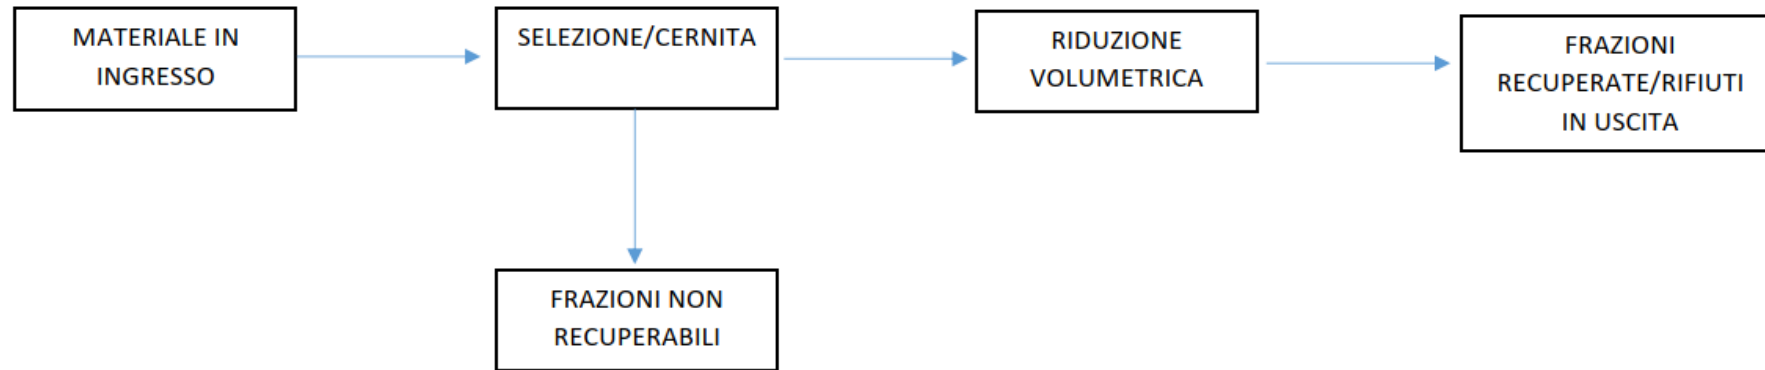 MATERIALE IN
INGRESSO
SELEZIONE/CERNITA
RIDUZIONE
VOLUMETRICA
FRAZIONI
RECUPERATE/RIFIUTI
IN USCITA
FRAZIONI NON
RECUPERABILI